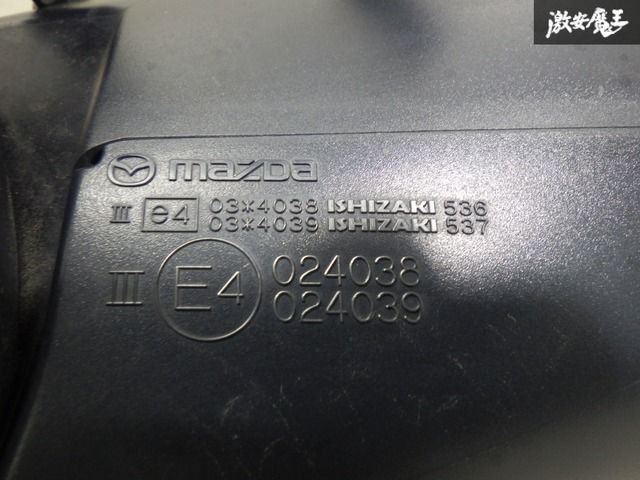 激安魔王
mazda
III e4 03*4038 ISHIZAKI 536
03*4039 ISHIZAKI 537
III E4 024038
024039